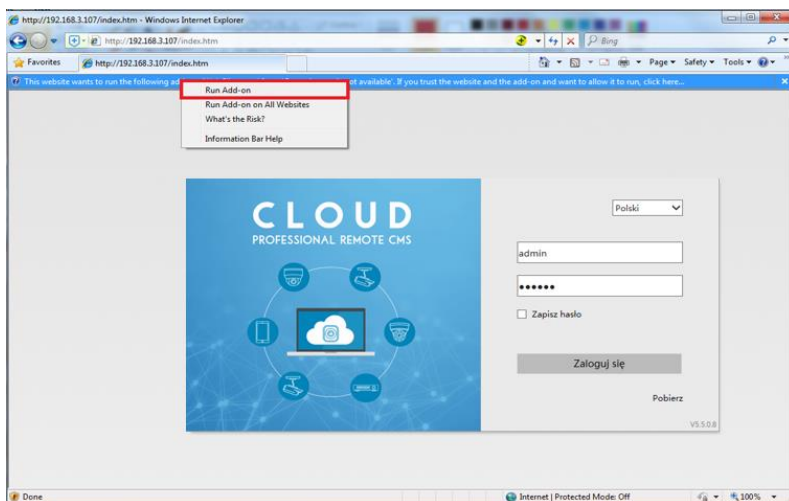 http://192.168.3.107/index.htm - Windows Internet Explorer
http://192.168.3.107/index.htm
Bing
Favorites
http://192.168.3.107/index.htm
Page
Safety
Tools
This website wants to run the following ad
ot available'. If you trust the website and the add-on and want to allow it to run, click here...
Run Add-on
Run Add-on on All Websites
What's the Risk?
Information Bar Help
CLOUD
PROFESSIONAL REMOTE CMS
Polski
admin
●●●●●●
Zapisz hasło
Zaloguj się
Pobierz
V5.5.0.8
Done
Internet | Protected Mode: Off
100%